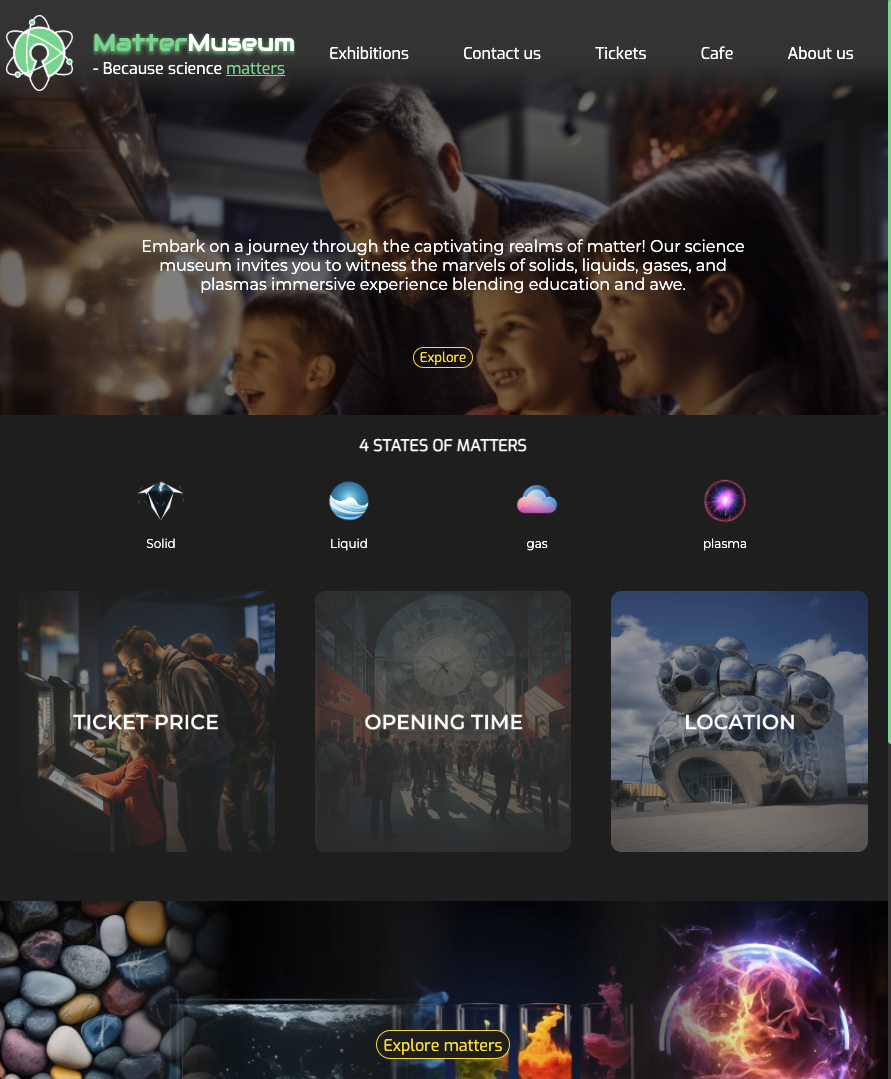 MatterMuseum
- Because science matters
Exhibitions
Contact us
Tickets
Cafe
About us
Embark on a journey through the captivating realms of matter! Our science
museum invites you to witness the marvels of solids, liquids, gases, and
plasmas immersive experience blending education and awe.
Explore
4 STATES OF MATTERS
Solid
Liquid
gas
plasma
TICKET PRICE
OPENING TIME
LOCATION
Explore matters